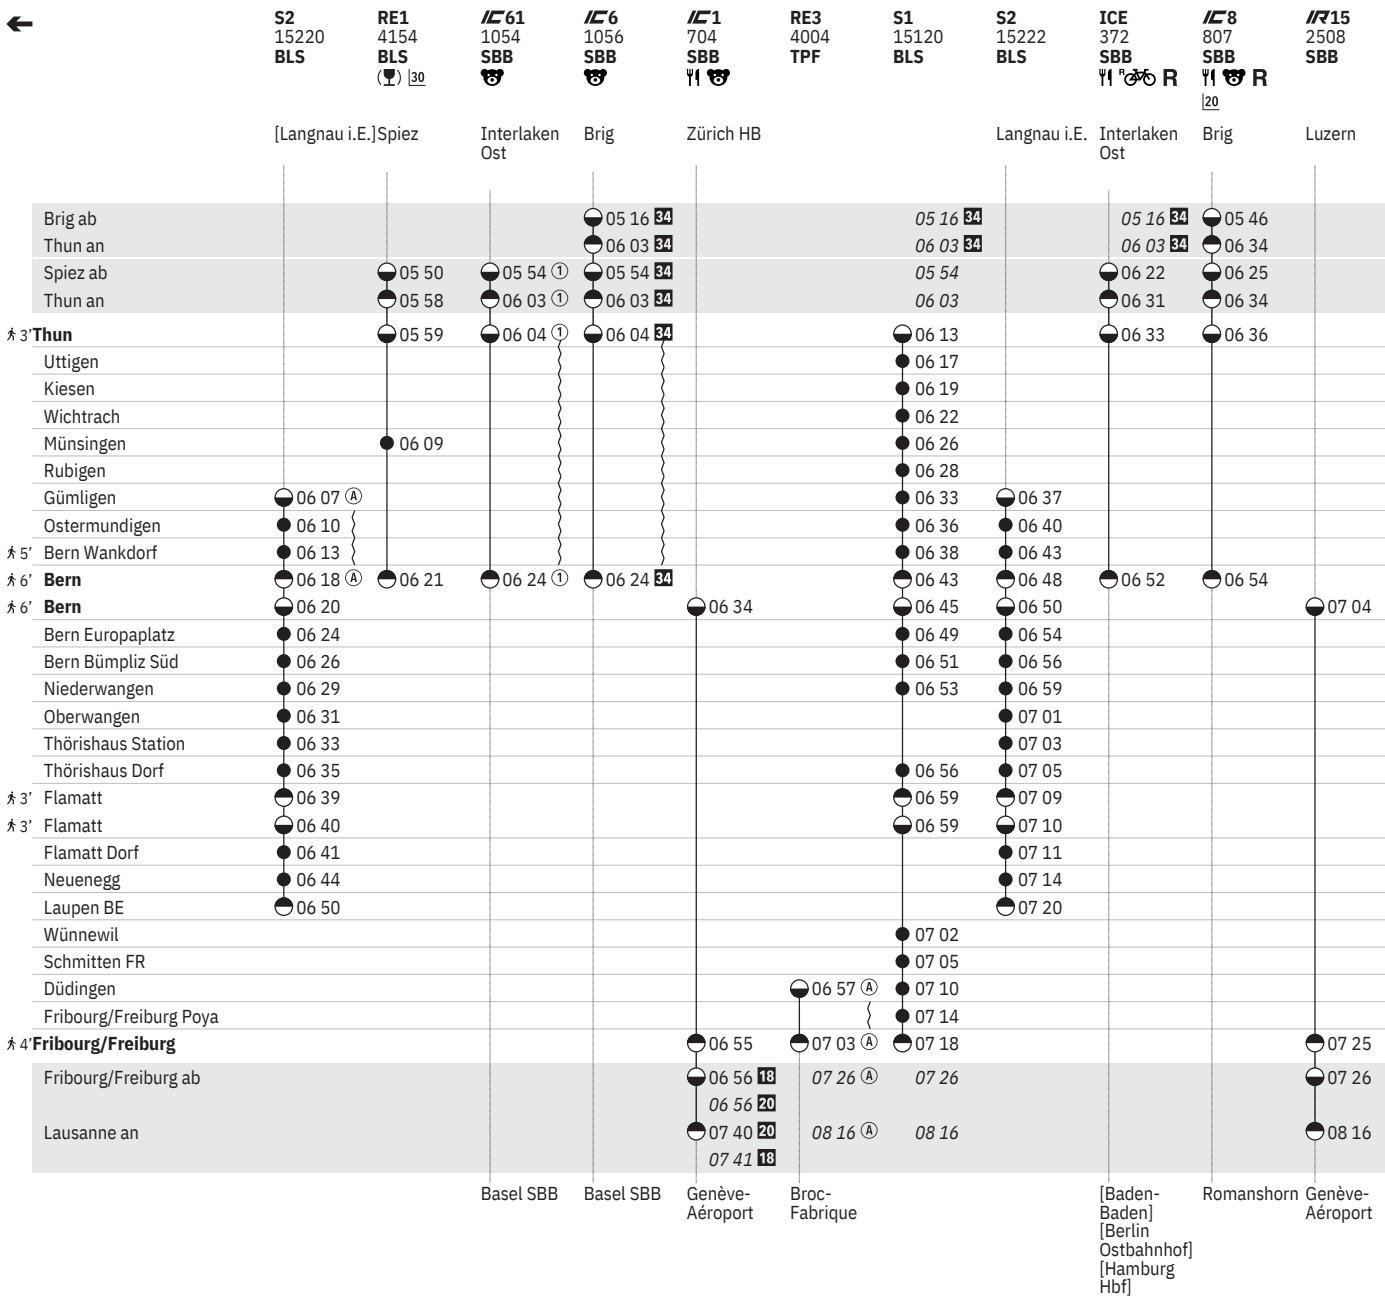 S2 RE1 IC61 IC6 IC1 RE3 S1 S2 ICE IC8 IR15
15220 4154 1054 1056 704 4004 15120 15222 372 807 2508
BLS BLS SBB SBB SBB TPF BLS BLS SBB SBB SBB
30 R R R
20
[Langnau i.E.] Spiez Interlaken Brig Zürich HB Langnau i.E. Interlaken Brig Luzern
Ost Ost
Brig ab 05 16 34 05 16 34 05 16 34 05 46
Thun an 06 03 34 06 03 34 06 03 34 06 34
Spiez ab 05 50 05 54 1 05 54 34 05 54 06 22 06 25
Thun an 05 58 06 03 1 06 03 34 06 03 06 31 06 34
3' Thun 05 59 06 04 1 06 04 34 06 13 06 33 06 36
Uttigen 06 17
Kiesen 06 19
Wichtrach 06 22
Münsingen 06 09 06 26
Rubigen 06 28
Gümligen 06 07 A 06 33 06 37
Ostermundigen 06 10 06 36 06 40
5' Bern Wankdorf 06 13 06 38 06 43
6' Bern 06 18 A 06 21 06 24 1 06 24 34 06 43 06 48 06 52 06 54
6' Bern 06 20 06 34 06 45 06 50 07 04
Bern Europaplatz 06 24 06 49 06 54
Bern Bümpliz Süd 06 26 06 51 06 56
Niederwangen 06 29 06 53 06 59
Oberwangen 06 31 07 01
Thörishaus Station 06 33 07 03
Thörishaus Dorf 06 35 06 56 07 05
3' Flamatt 06 39 06 59 07 09
3' Flamatt 06 40 06 59 07 10
Flamatt Dorf 06 41 07 11
Neuenegg 06 44 07 14
Laupen BE 06 50 07 20
Wünnewil 07 02
Schmitten FR 07 05
Düdingen 06 57 A 07 10
Fribourg/Freiburg Poya 07 14
4' Fribourg/Freiburg 06 55 07 03 A 07 18 07 25
Fribourg/Freiburg ab 06 56 18 07 26 A 07 26 07 26
06 56 20
Lausanne an 07 40 20 08 16 A 08 16 08 16
07 41 18
Basel SBB Basel SBB Genève- Broc- [Baden- Romanshorn Genève-
Aéroport Fabrique Baden] Aéroport
[Berlin
Ostbahnhof]
[Hamburg
Hbf]